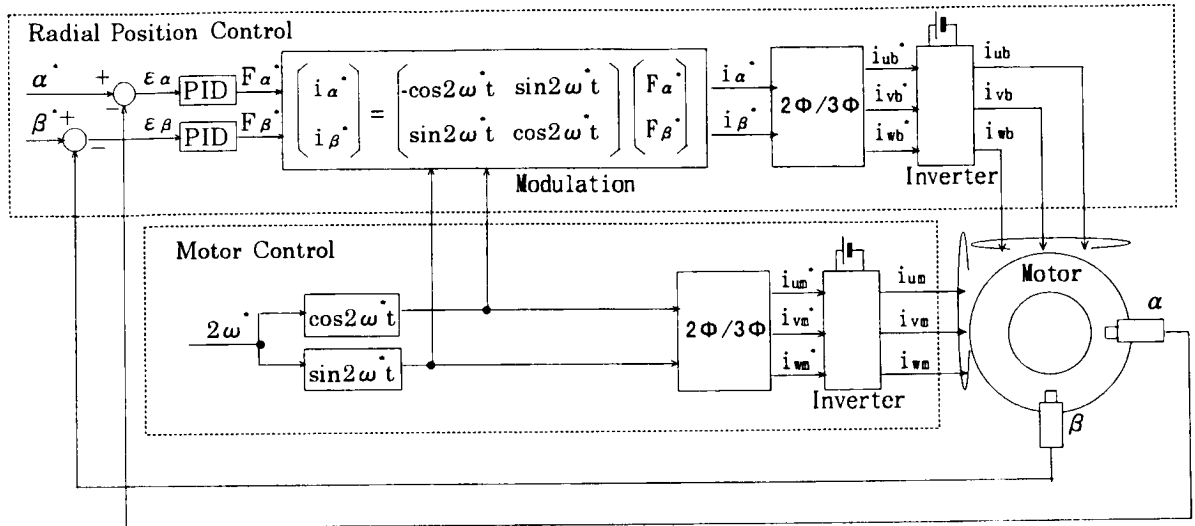 Radial Position Control
α* + εα PID Fα*
β* + − εβ PID Fβ*
−
iα* = -cos2ω*t sin2ω*t Fα*
iβ* sin2ω*t cos2ω*t Fβ*
Modulation
iα*
iβ*
2Φ/3Φ
iub*
ivb*
iwb*
Inverter
iub
ivb
iwb
Motor Control
2ω*
cos2ω*t
sin2ω*t
2Φ/3Φ
ium*
ivm*
iwm*
Inverter
ium
ivm
iwm
Motor
α
β